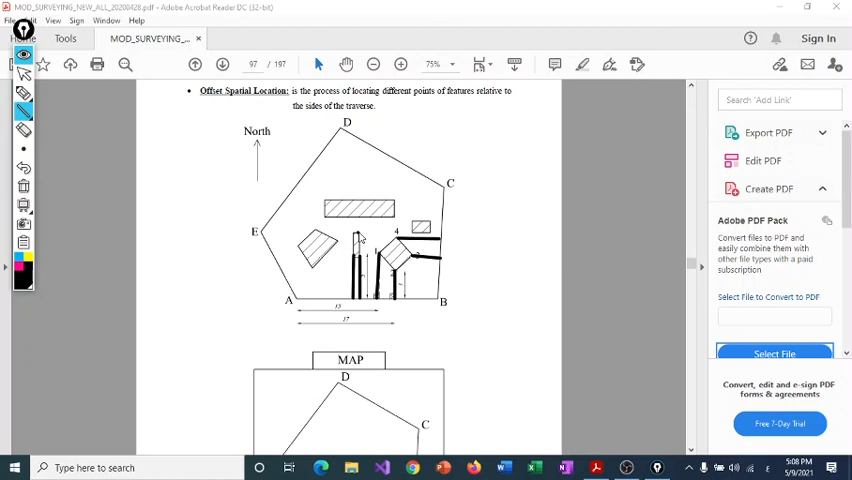 MOD_SURVEYING_NEW_ALL_20200428.pdf - Adobe Acrobat Reader DC (32-bit)
File Edit View Sign Window Help
Home Tools MOD_SURVEYING_... × Sign In
97 / 197 75%
• Offset Spatial Location: is the process of locating different points of features relative to
the sides of the traverse.
D
North
C
4
E
1
A
B
15
17
MAP
D
C
Search 'Add Link'
Export PDF
Edit PDF
Create PDF
Adobe PDF Pack
Convert files to PDF and
easily combine them with
other file types with a paid
subscription
Select File to Convert to PDF
Select File
Convert, edit and e-sign PDF
forms & agreements
Free 7-Day Trial
Type here to search
5:08 PM
5/9/2021